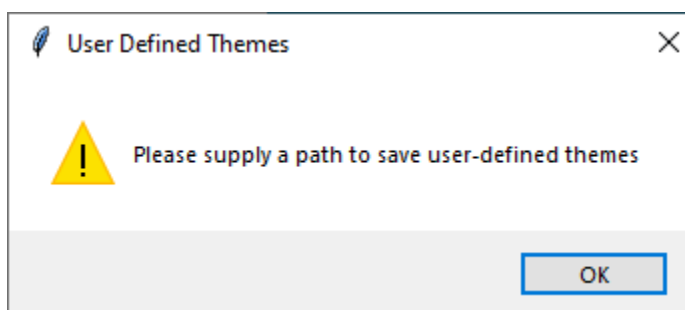 User Defined Themes
Please supply a path to save user-defined themes
OK